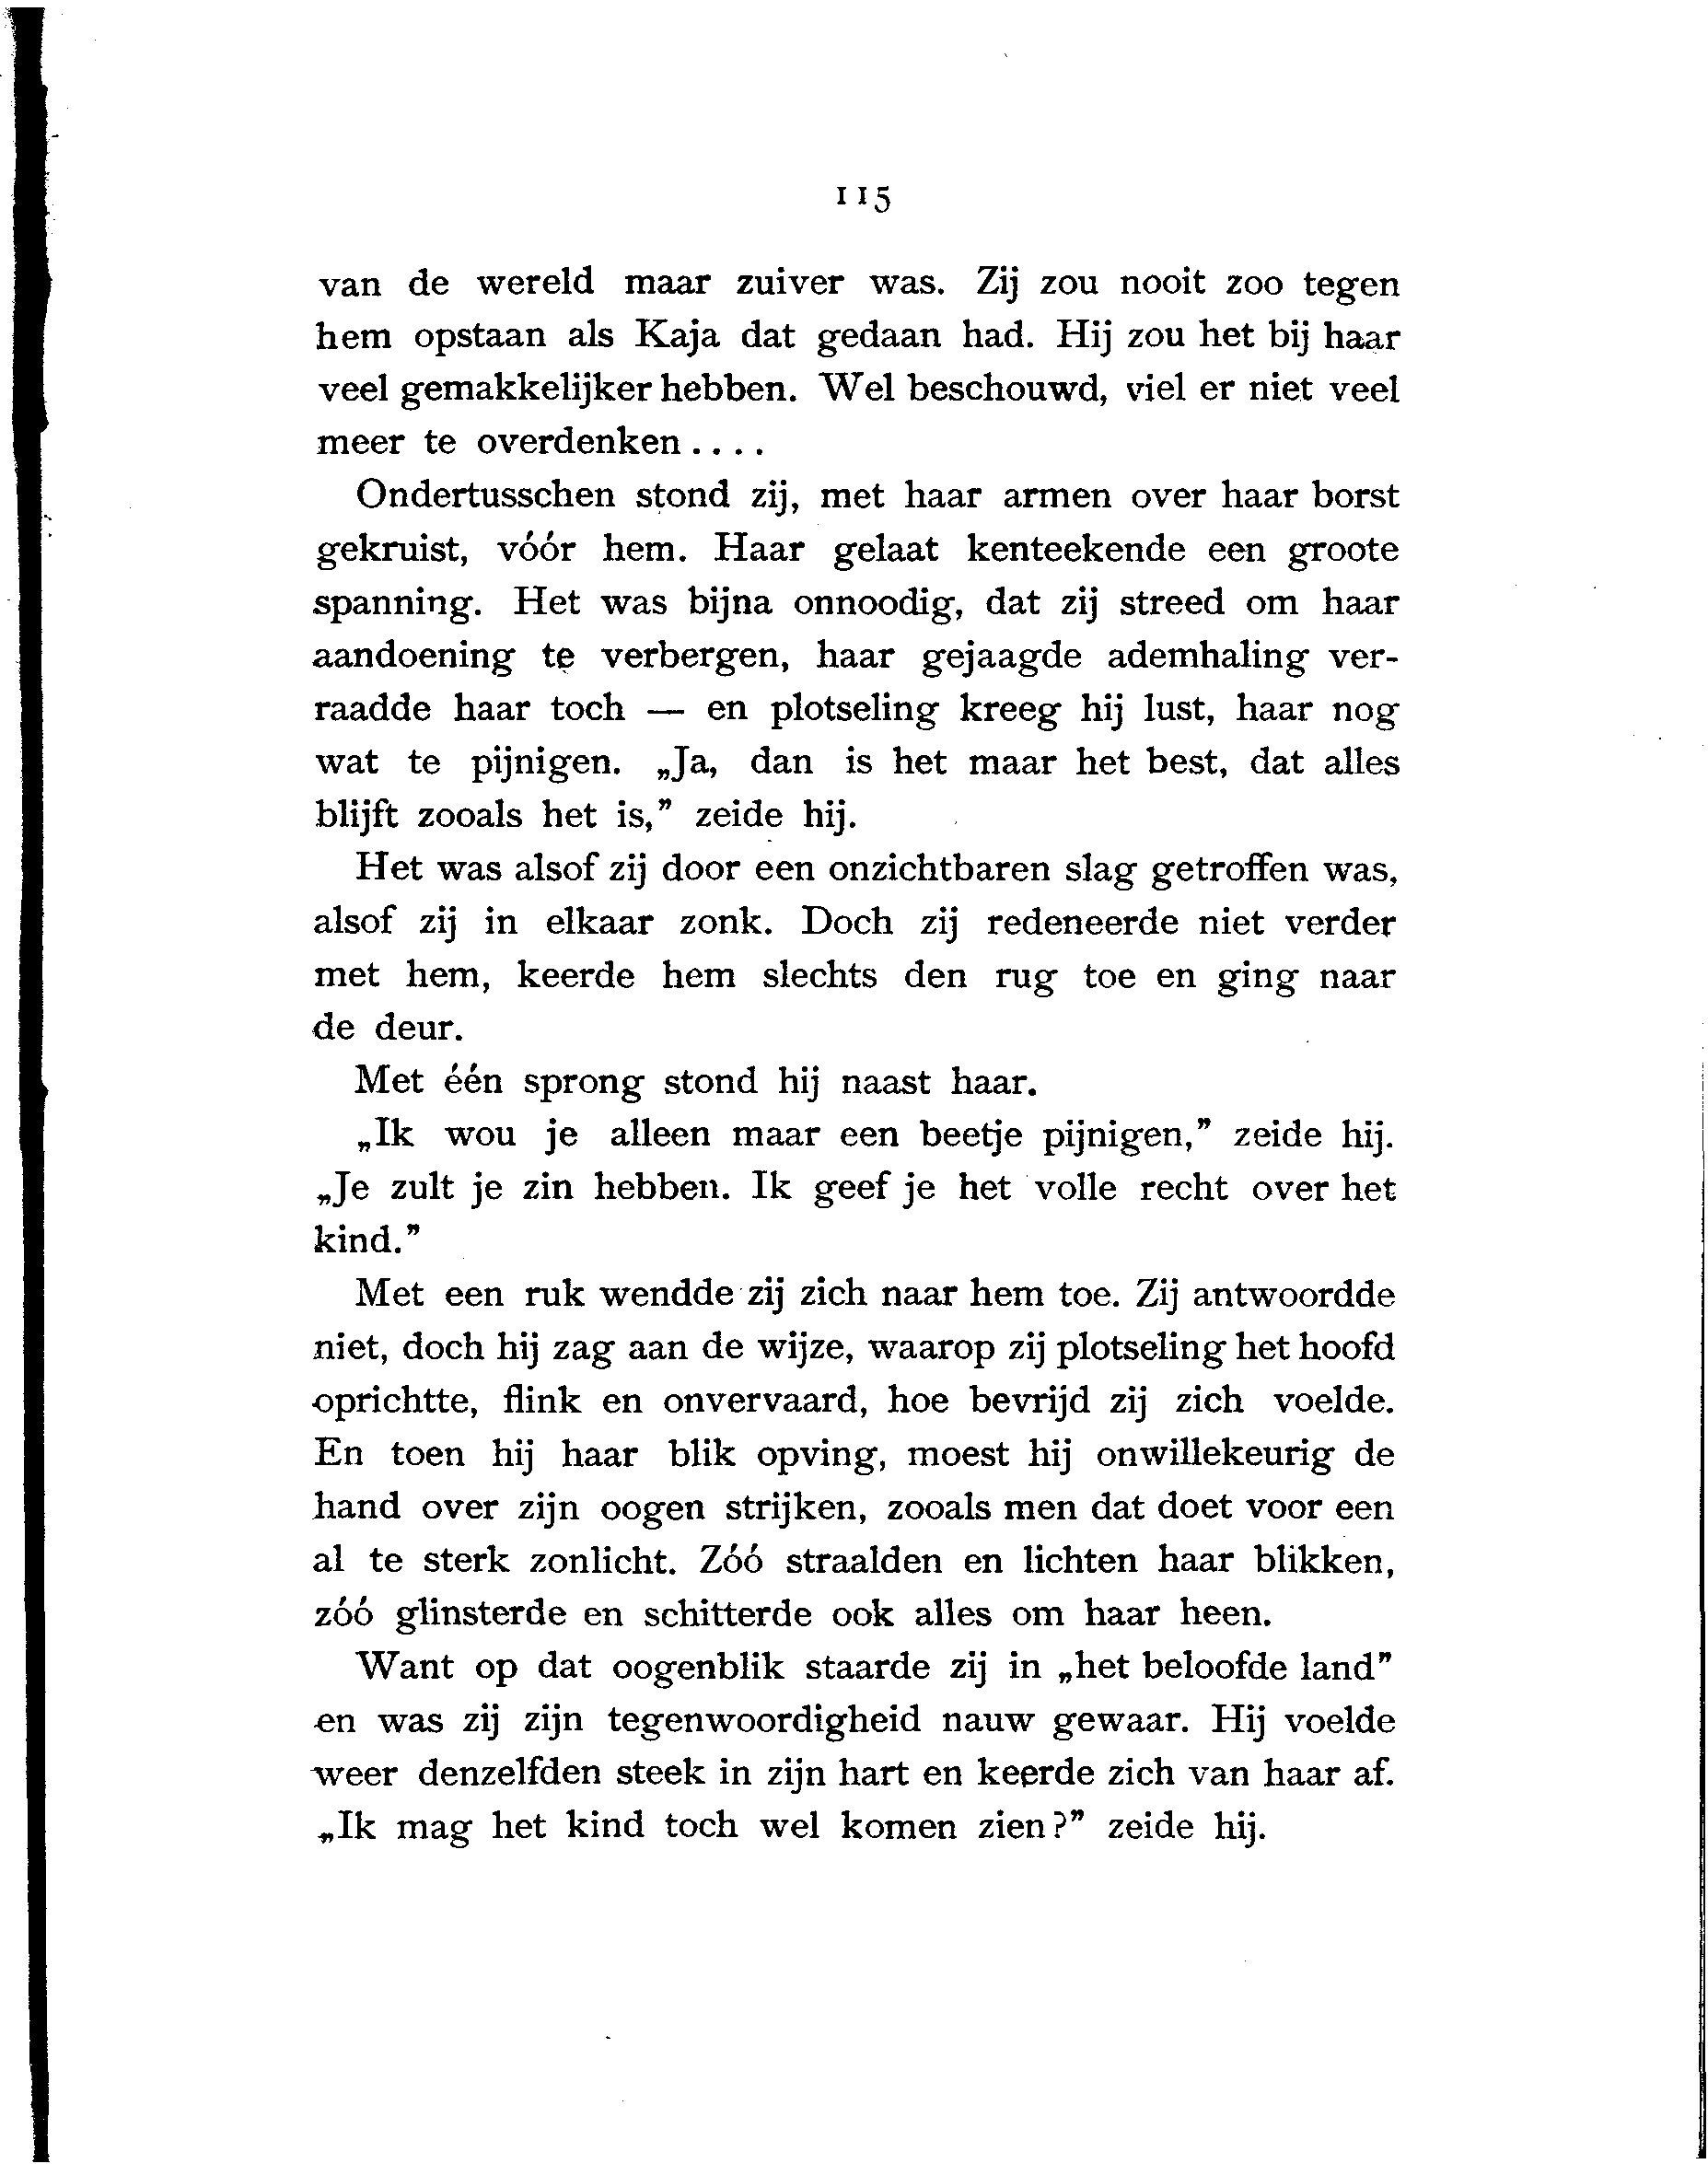 115
van de wereld maar zuiver was. Zij zou nooit zoo tegen
hem opstaan als Kaja dat gedaan had. Hij zou het bij haar
veel gemakkelijker hebben. Wel beschouwd, viel er niet veel
meer te overdenken....
Ondertusschen stond zij, met haar armen over haar borst
gekruist, vóór hem. Haar gelaat kenteekende een groote
spanning. Het was bijna onnoodig, dat zij streed om haar
aandoening te verbergen, haar gejaagde ademhaling ver-
raadde haar toch — en plotseling kreeg hij lust, haar nog
wat te pijnigen. „Ja, dan is het maar het best, dat alles
blijft zooals het is,” zeide hij.
Het was alsof zij door een onzichtbaren slag getroffen was,
alsof zij in elkaar zonk. Doch zij redeneerde niet verder
met hem, keerde hem slechts den rug toe en ging naar
de deur.
Met één sprong stond hij naast haar.
„Ik wou je alleen maar een beetje pijnigen,” zeide hij.
„Je zult je zin hebben. Ik geef je het volle recht over het
kind.”
Met een ruk wendde zij zich naar hem toe. Zij antwoordde
niet, doch hij zag aan de wijze, waarop zij plotseling het hoofd
oprichtte, flink en onvervaard, hoe bevrijd zij zich voelde.
En toen hij haar blik opving, moest hij onwillekeurig de
hand over zijn oogen strijken, zooals men dat doet voor een
al te sterk zonlicht. Zóó straalden en lichten haar blikken,
zóó glinsterde en schitterde ook alles om haar heen.
Want op dat oogenblik staarde zij in „het beloofde land”
en was zij zijn tegenwoordigheid nauw gewaar. Hij voelde
weer denzelfden steek in zijn hart en keerde zich van haar af.
„Ik mag het kind toch wel komen zien?” zeide hij.